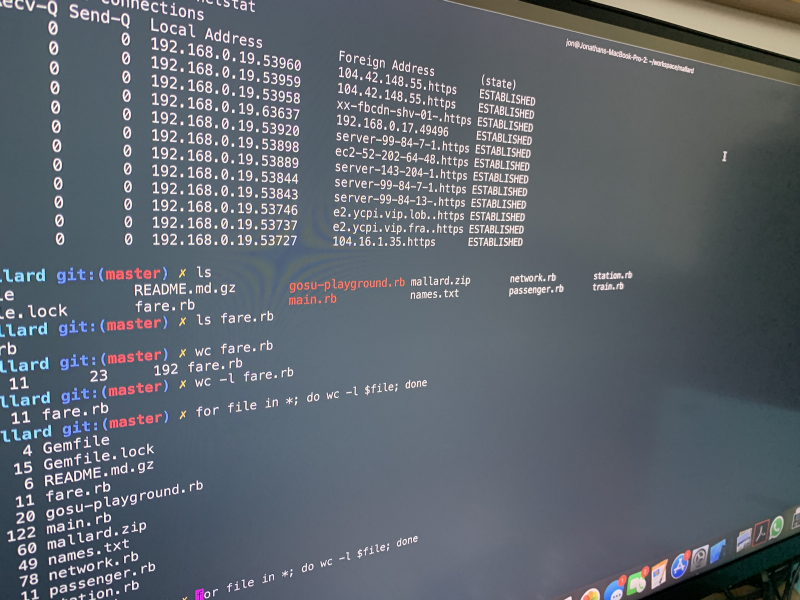 connections
Recv-Q Send-Q Local Address Foreign Address (state)
0 0 192.168.0.19.53960 104.42.148.55.https ESTABLISHED
0 0 192.168.0.19.53959 104.42.148.55.https ESTABLISHED
0 0 192.168.0.19.53958 xx-fbcdn-shv-01-.https ESTABLISHED
0 0 192.168.0.19.63637 192.168.0.17.49496 ESTABLISHED
0 0 192.168.0.19.53920 server-99-84-7-1.https ESTABLISHED
0 0 192.168.0.19.53898 ec2-52-202-64-48.https ESTABLISHED
0 0 192.168.0.19.53889 server-143-204-1.https ESTABLISHED
0 0 192.168.0.19.53844 server-99-84-7-1.https ESTABLISHED
0 0 192.168.0.19.53843 server-99-84-13-.https ESTABLISHED
0 0 192.168.0.19.53746 e2.ycpi.vip.lob..https ESTABLISHED
0 0 192.168.0.19.53737 e2.ycpi.vip.fra..https ESTABLISHED
0 0 192.168.0.19.53727 104.16.1.35.https ESTABLISHED
jon@Jonathans-MacBook-Pro-2: ~/workspace/mallard
llard git:(master) ✗ ls
le README.md.gz gosu-playground.rb mallard.zip network.rb station.rb
le.lock fare.rb main.rb names.txt passenger.rb train.rb
llard git:(master) ✗ ls fare.rb
rb
llard git:(master) ✗ wc fare.rb
11 23 192 fare.rb
llard git:(master) ✗ wc -l fare.rb
11 fare.rb
llard git:(master) ✗ for file in *; do wc -l $file; done
4 Gemfile
15 Gemfile.lock
6 README.md.gz
11 fare.rb
20 gosu-playground.rb
122 main.rb
60 mallard.zip
49 names.txt
78 network.rb
11 passenger.rb
station.rb
✗ for file in *; do wc -l $file; done